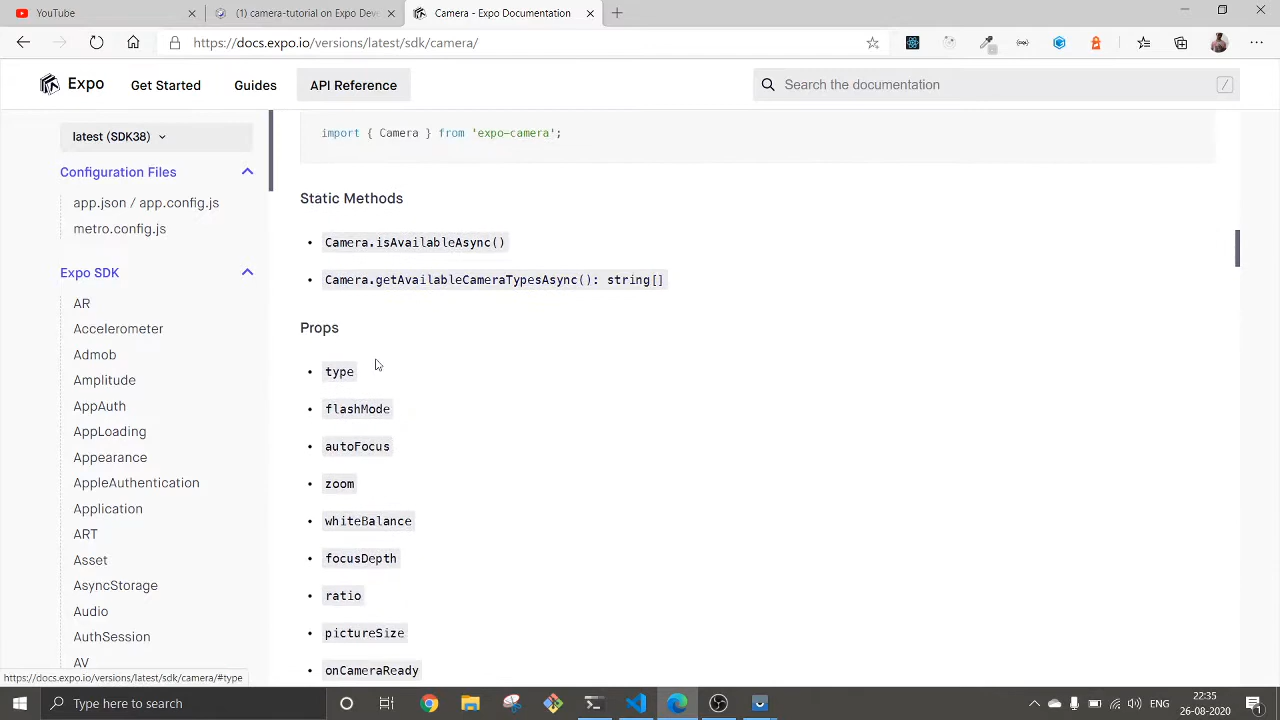 YouTube
(1) camera-tutorial on Expo Dev
Camera - Expo Documentation
https://docs.expo.io/versions/latest/sdk/camera/
Expo
Get Started
Guides
API Reference
Search the documentation
/
latest (SDK38)
Configuration Files
app.json / app.config.js
metro.config.js
Expo SDK
AR
Accelerometer
Admob
Amplitude
AppAuth
AppLoading
Appearance
AppleAuthentication
Application
ART
Asset
AsyncStorage
Audio
AuthSession
AV
import { Camera } from 'expo-camera';
Static Methods
• Camera.isAvailableAsync()
• Camera.getAvailableCameraTypesAsync(): string[]
Props
• type
• flashMode
• autoFocus
• zoom
• whiteBalance
• focusDepth
• ratio
• pictureSize
• onCameraReady
https://docs.expo.io/versions/latest/sdk/camera/#type
Type here to search
ENG
22:35
26-08-2020
1